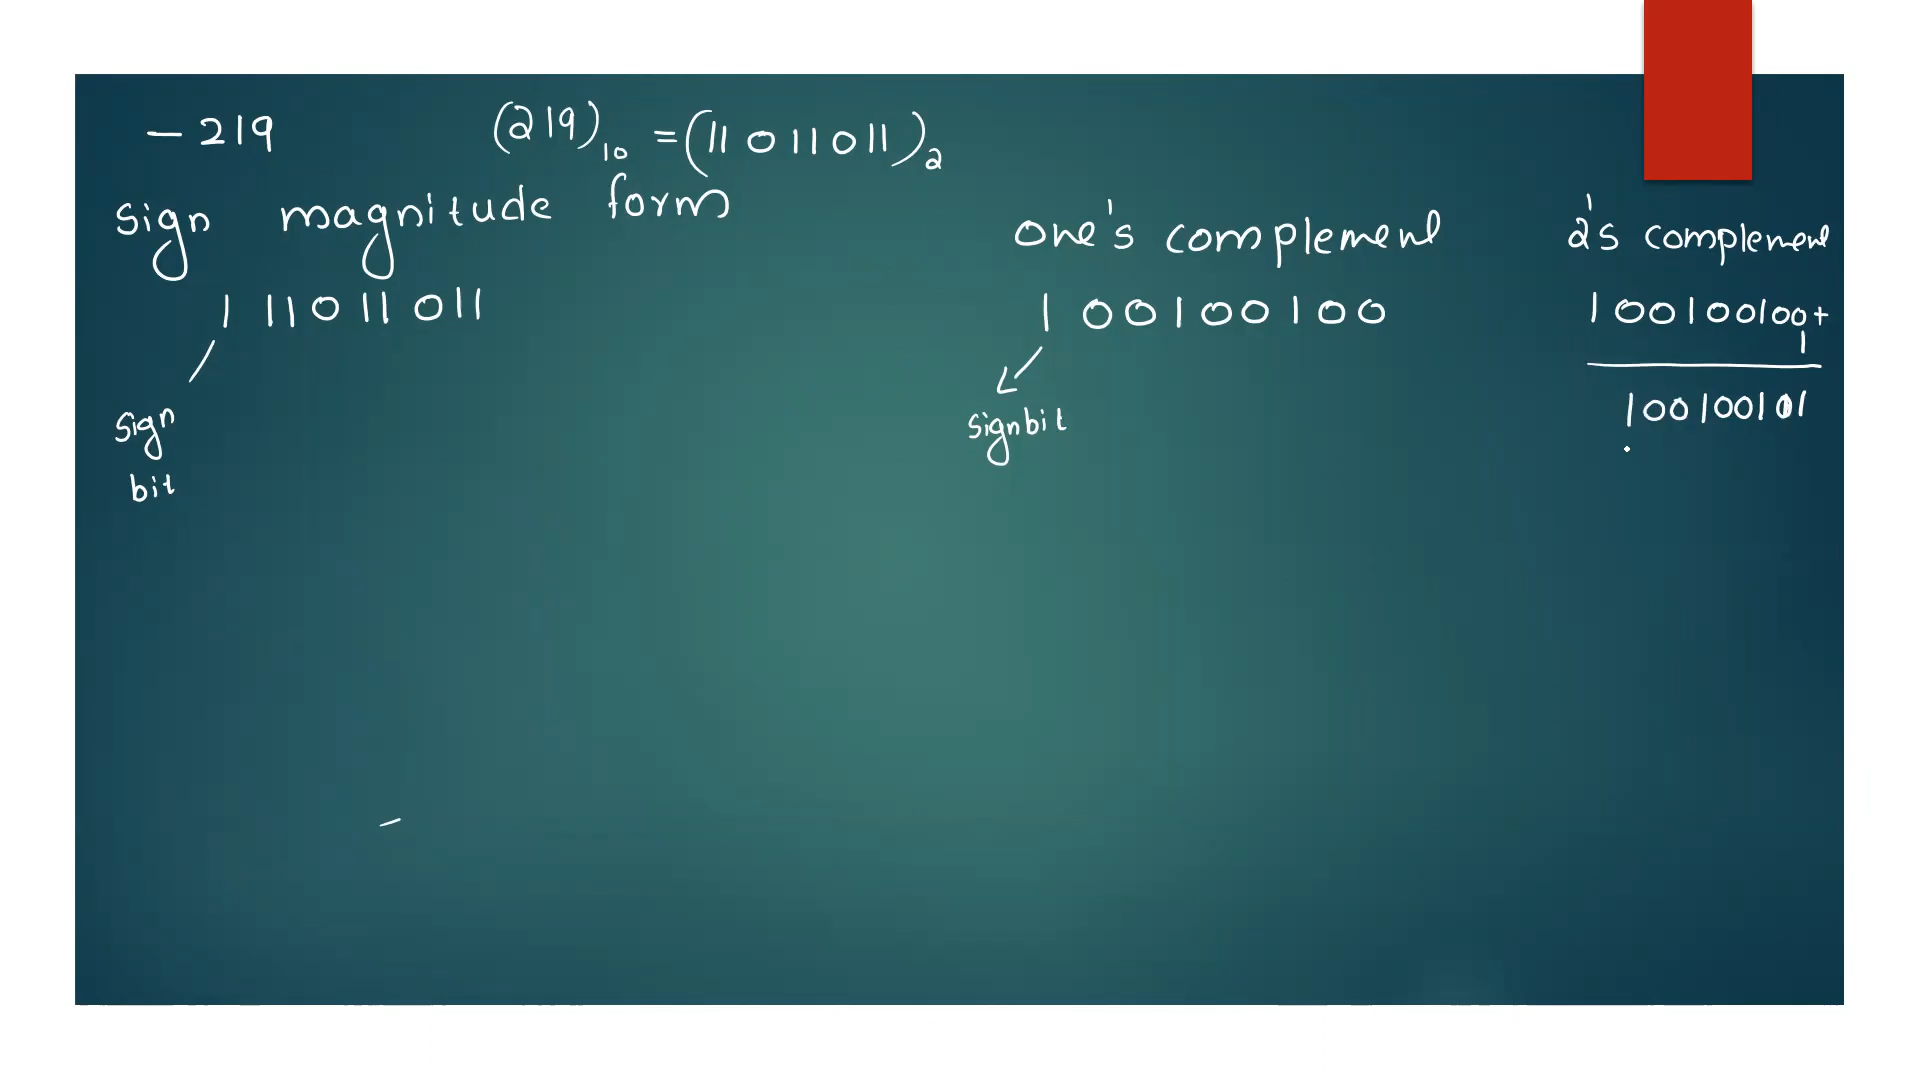 - 219
(219)10 = (11011011)2
sign magnitude form
1 11011011
sign
bit
one's complement
1 00100100
signbit
2's complement
100100100+
1
100100101